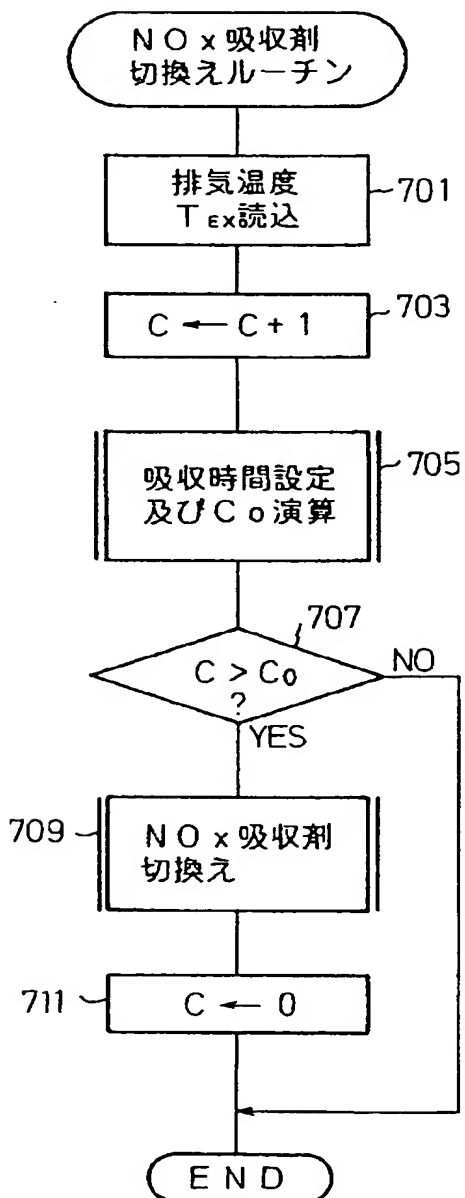 NOx吸収剤
切換えルーチン
排気温度
TEX読込
701
C ← C + 1
703
吸収時間設定
及びCo演算
705
707
C > Co
?
NO
YES
709
NOx吸収剤
切換え
711
C ← 0
END